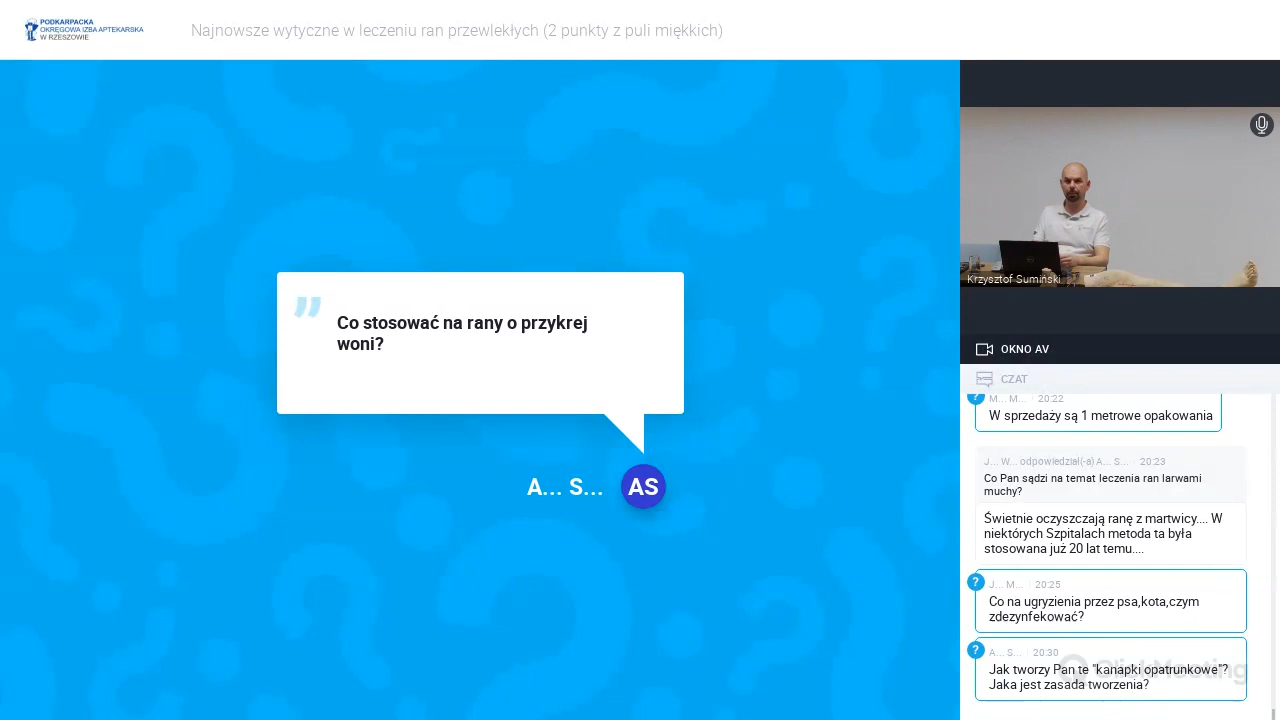 PODKARPACKA
OKRĘGOWA IZBA APTEKARSKA
W RZESZOWIE
Najnowsze wytyczne w leczeniu ran przewlekłych (2 punkty z puli miękkich)
”
Co stosować na rany o przykrej
woni?
A... S...
AS
Krzysztof Sumiński
OKNO AV
CZAT
? M... M... 20:22
W sprzedaży są 1 metrowe opakowania
J... W... odpowiedział(-a) A... S... 20:23
Co Pan sądzi na temat leczenia ran larwami
muchy?
Świetnie oczyszczają ranę z martwicy.... W
niektórych Szpitalach metoda ta była
stosowana już 20 lat temu....
? J... M... 20:25
Co na ugryzienia przez psa,kota,czym
zdezynfekować?
? A... S... 20:30
Jak tworzy Pan te "kanapki opatrunkowe"?
Jaka jest zasada tworzenia?
ClickMeeting